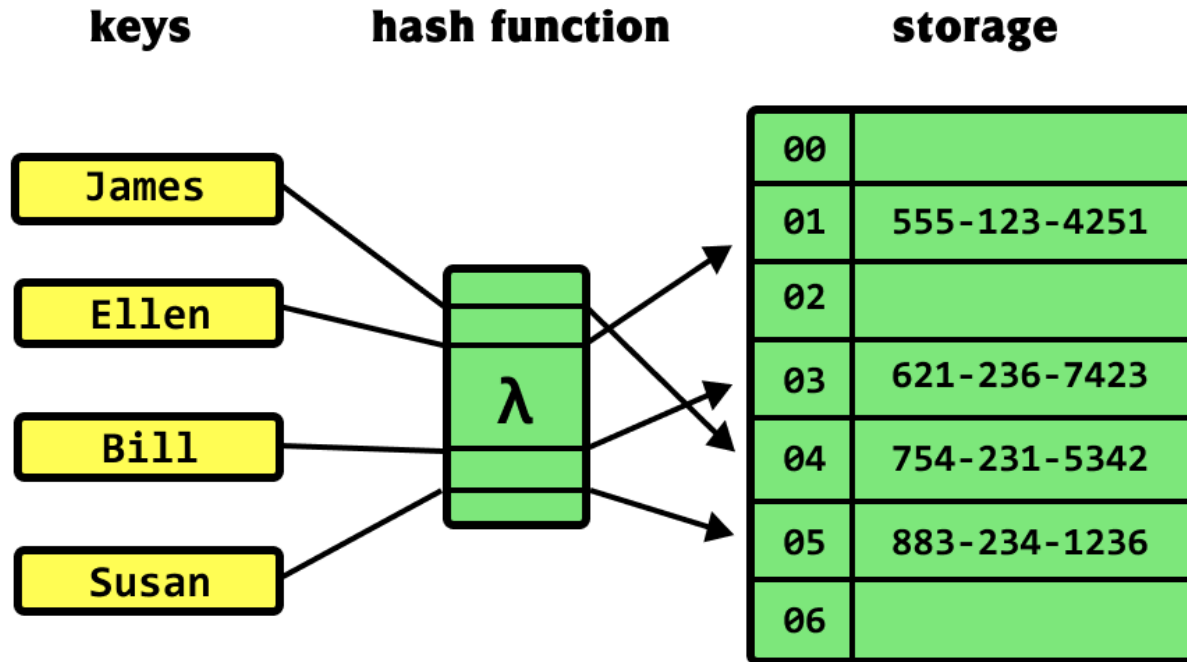 keys hash function storage
James
Ellen
Bill
Susan
λ
00
01 555-123-4251
02
03 621-236-7423
04 754-231-5342
05 883-234-1236
06